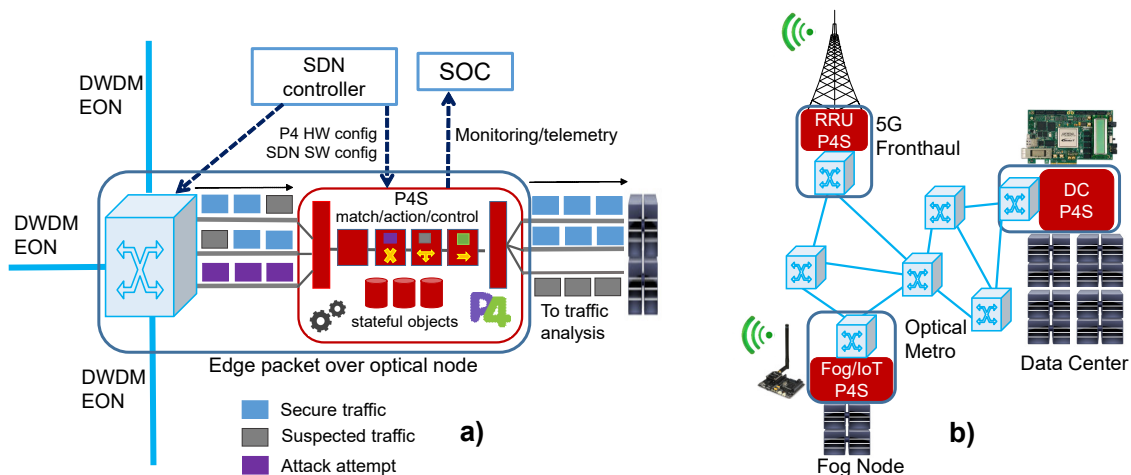 DWDM
EON
SDN
controller
SOC
P4 HW config
SDN SW config
Monitoring/telemetry
DWDM
EON
P4S
match/action/control
stateful objects
P4
To traffic
analysis
Edge packet over optical node
DWDM
EON
Secure traffic
Suspected traffic
Attack attempt
a)
RRU
P4S
5G
Fronthaul
DC
P4S
Optical
Metro
Data Center
Fog/IoT
P4S
Fog Node
b)